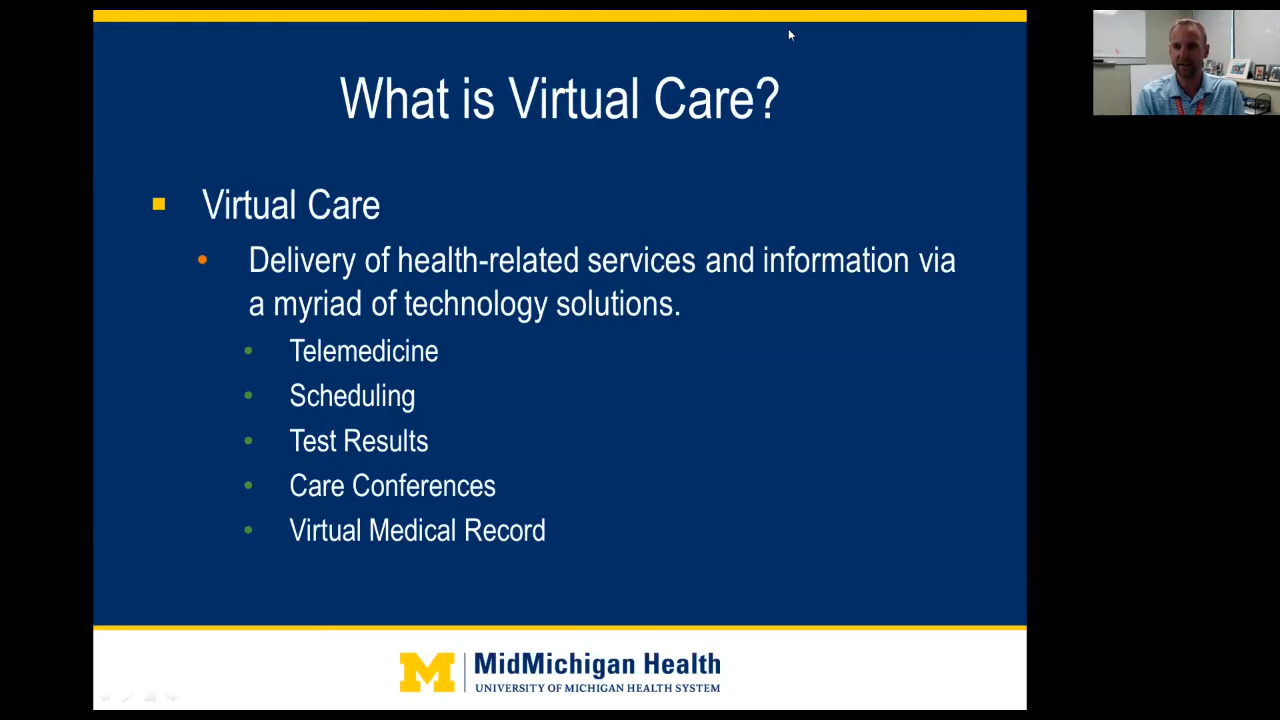 What is Virtual Care?
Virtual Care
Delivery of health-related services and information via
a myriad of technology solutions.
Telemedicine
Scheduling
Test Results
Care Conferences
Virtual Medical Record
M
MidMichigan Health
UNIVERSITY OF MICHIGAN HEALTH SYSTEM